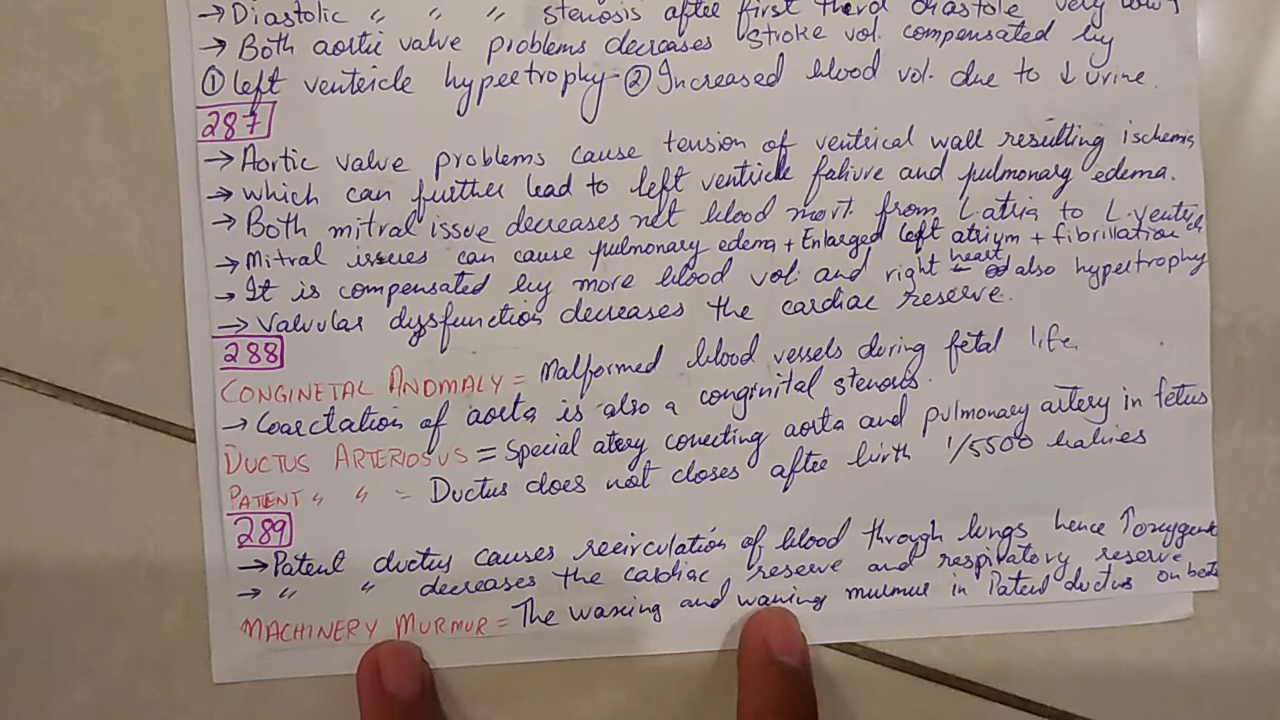 → Diastolic " " " stenosis after first third diastole very low
→ Both aortic valve problems decreases stroke vol. compensated by
① left ventricle hypertrophy - ② Increased blood vol. due to ↓ urine.
287
→ Aortic valve problems cause tension of ventrical wall resulting ischemia
→ which can further lead to left ventricle falivre and pulmonary edema.
→ Both mitral issue decreases net blood movt. from L.atria to L.ventricle
→ Mitral issues can cause pulmonary edema + Enlarged left atrium + fibrillation
→ It is compensated by more blood vol. and right heart also hypertrophy
→ Valvular dysfunction decreases the cardiac reserve.
288
CONGINETAL ANOMALY = Malformed blood vessels during fetal life.
→ Coarctation of aorta is also a conginital stenosis.
DUCTUS ARTERIOSUS = Special atery conecting aorta and pulmonary artery in fetus
PATENT " " = Ductus does not closes after birth 1/5500 babies
289
→ Patent ductus causes recirculation of blood through lungs hence ↑oxygent
→ " " decreases the cardiac reserve and respiratory reserve
MACHINERY MURMUR = The waxing and waning murmur in Patent ductus on beats